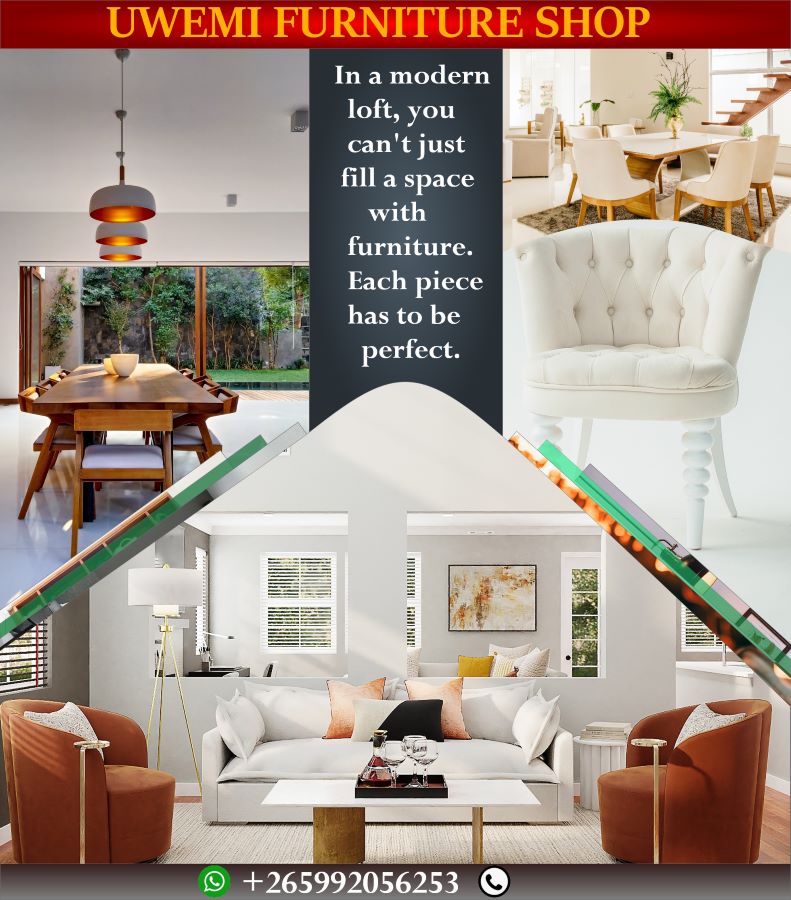 UWEMI FURNITURE SHOP
In a modern
loft, you
can't just
fill a space
with
furniture.
Each piece
has to be
perfect.
+265992056253